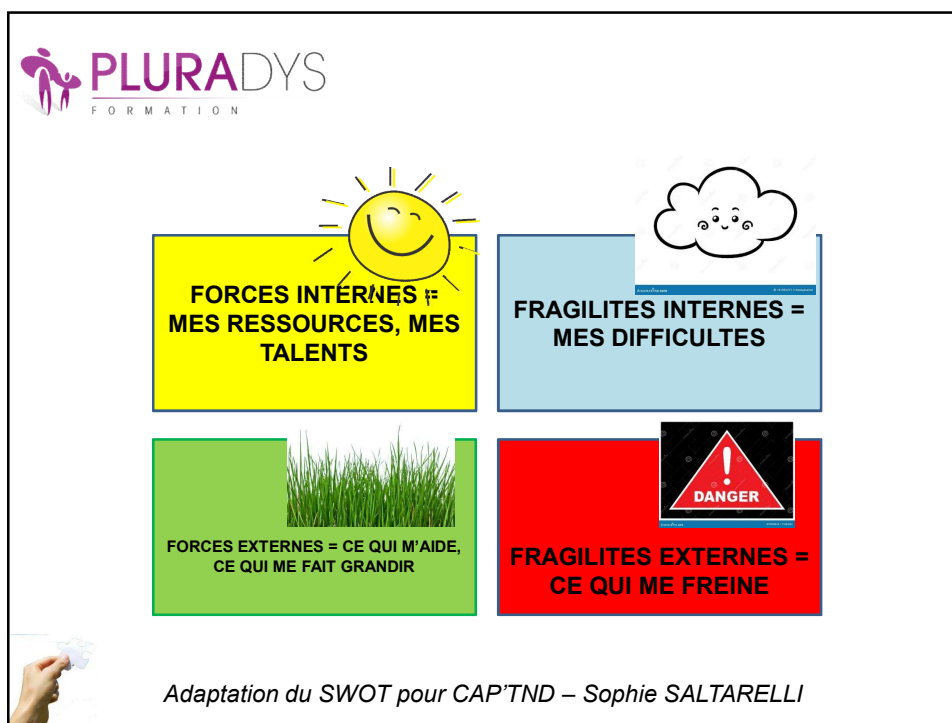 PLURADYS
FORMATION
FORCES INTERNES =
MES RESSOURCES, MES
TALENTS
FRAGILITES INTERNES =
MES DIFFICULTES
DANGER
FORCES EXTERNES = CE QUI M’AIDE,
CE QUI ME FAIT GRANDIR
FRAGILITES EXTERNES =
CE QUI ME FREINE
Adaptation du SWOT pour CAP’TND – Sophie SALTARELLI